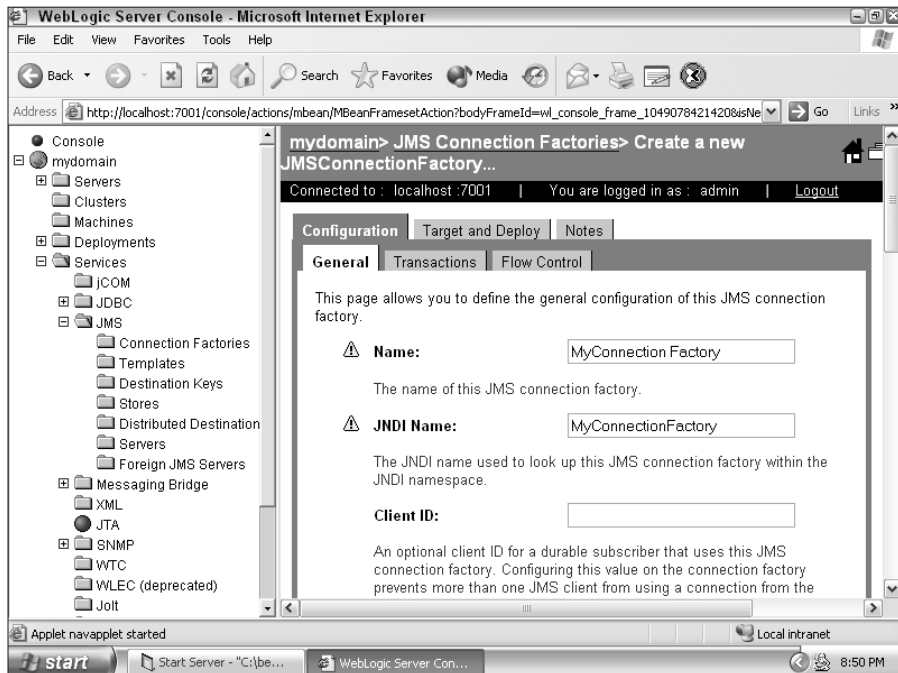 WebLogic Server Console - Microsoft Internet Explorer
File Edit View Favorites Tools Help
Back Search Favorites Media
Address http://localhost:7001/console/actions/mbean/MBeanFramesetAction?bodyFrameId=wl_console_frame_10490784214208&isNe Go Links »
Console
mydomain
Servers
Clusters
Machines
Deployments
Services
jCOM
JDBC
JMS
Connection Factories
Templates
Destination Keys
Stores
Distributed Destination
Servers
Foreign JMS Servers
Messaging Bridge
XML
JTA
SNMP
WTC
WLEC (deprecated)
Jolt
mydomain> JMS Connection Factories> Create a new
JMSConnectionFactory...
Connected to : localhost :7001 | You are logged in as : admin | Logout
Configuration Target and Deploy Notes
General Transactions Flow Control
This page allows you to define the general configuration of this JMS connection
factory.
Name: MyConnection Factory
The name of this JMS connection factory.
JNDI Name: MyConnectionFactory
The JNDI name used to look up this JMS connection factory within the
JNDI namespace.
Client ID:
An optional client ID for a durable subscriber that uses this JMS
connection factory. Configuring this value on the connection factory
prevents more than one JMS client from using a connection from the
Applet navapplet started Local intranet
start Start Server - "C:\be... WebLogic Server Con... 8:50 PM